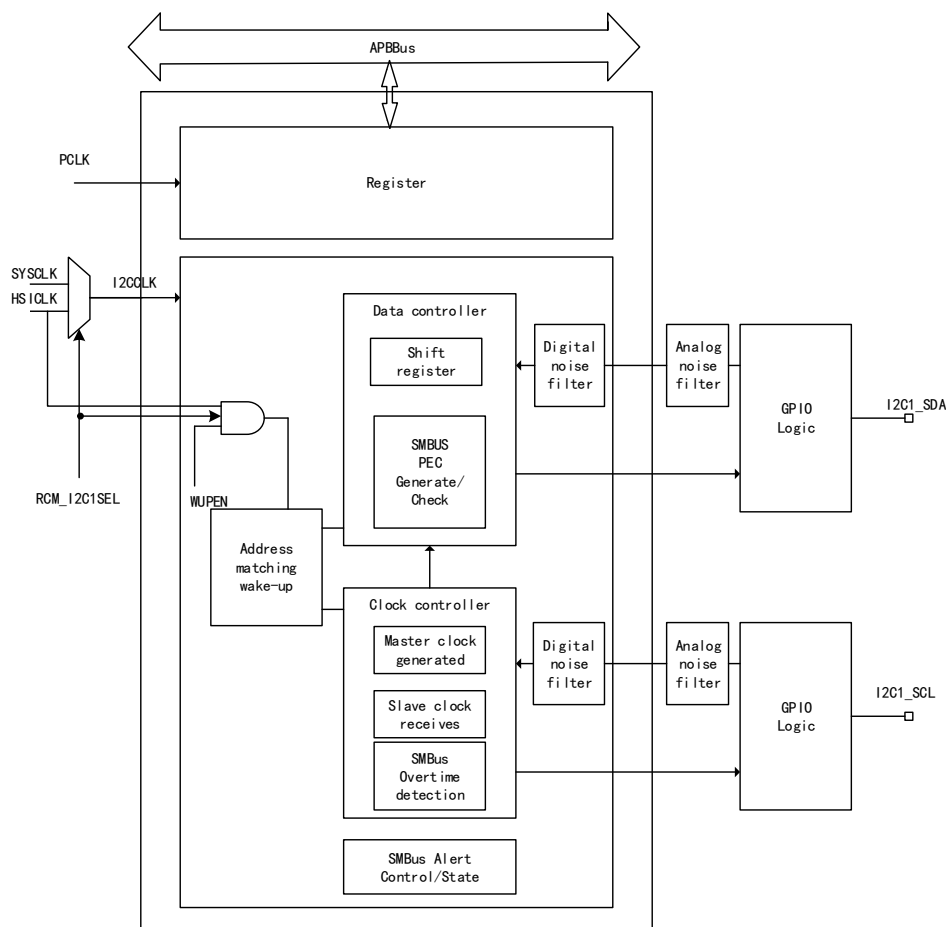 APBBus
PCLK
Register
SYSCLK
HSICLK
I2CCLK
Data controller
Shift
register
Digital
noise
filter
Analog
noise
filter
GPIO
Logic
I2C1_SDA
SMBUS
PEC
Generate/
Check
RCM_I2C1SEL
WUPEN
Address
matching
wake-up
Clock controller
Master clock
generated
Digital
noise
filter
Analog
noise
filter
GPIO
Logic
I2C1_SCL
Slave clock
receives
SMBus
Overtime
detection
SMBus Alert
Control/State